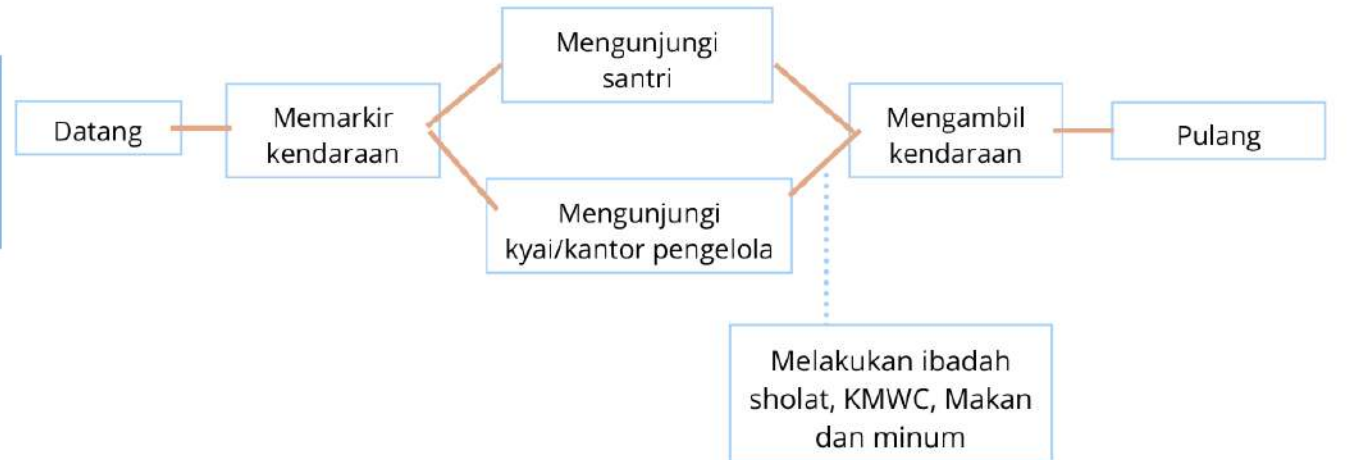 Datang
Memarkir
kendaraan
Mengunjungi
santri
Mengunjungi
kyai/kantor pengelola
Mengambil
kendaraan
Pulang
Melakukan ibadah
sholat, KMWC, Makan
dan minum